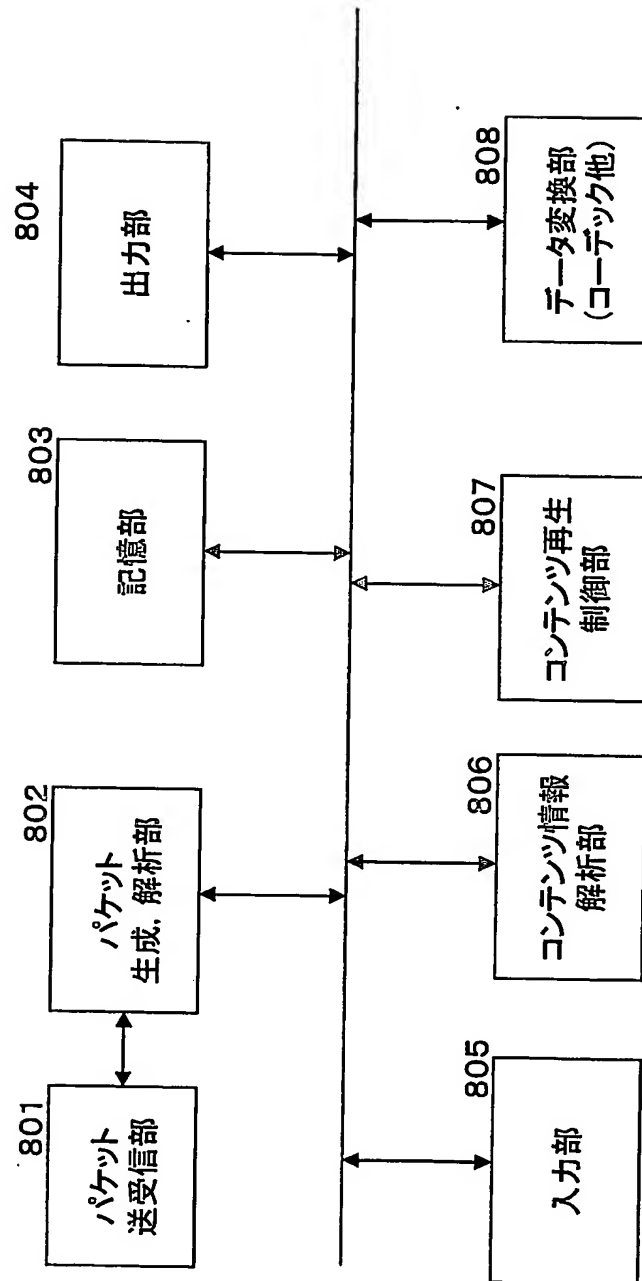 801
パケット
送受信部
802
パケット
生成, 解析部
803
記憶部
804
出力部
805
入力部
806
コンテンツ情報
解析部
807
コンテンツ再生
制御部
808
データ変換部
(コーデック他)